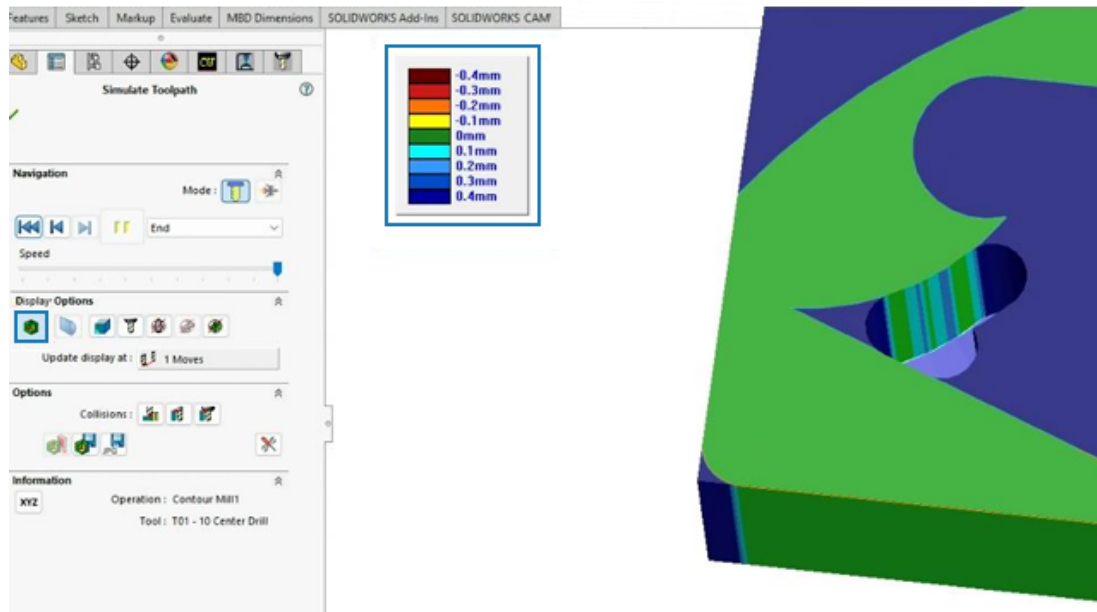 Features Sketch Markup Evaluate MBD Dimensions SOLIDWORKS Add-Ins SOLIDWORKS CAM
Simulate Toolpath
Navigation
Mode :
End
Speed
Display Options
Update display at : 1 Moves
Options
Collisions :
Information
XYZ
Operation : Contour Mill1
Tool : T01 - 10 Center Drill
-0.4mm
-0.3mm
-0.2mm
-0.1mm
0mm
0.1mm
0.2mm
0.3mm
0.4mm